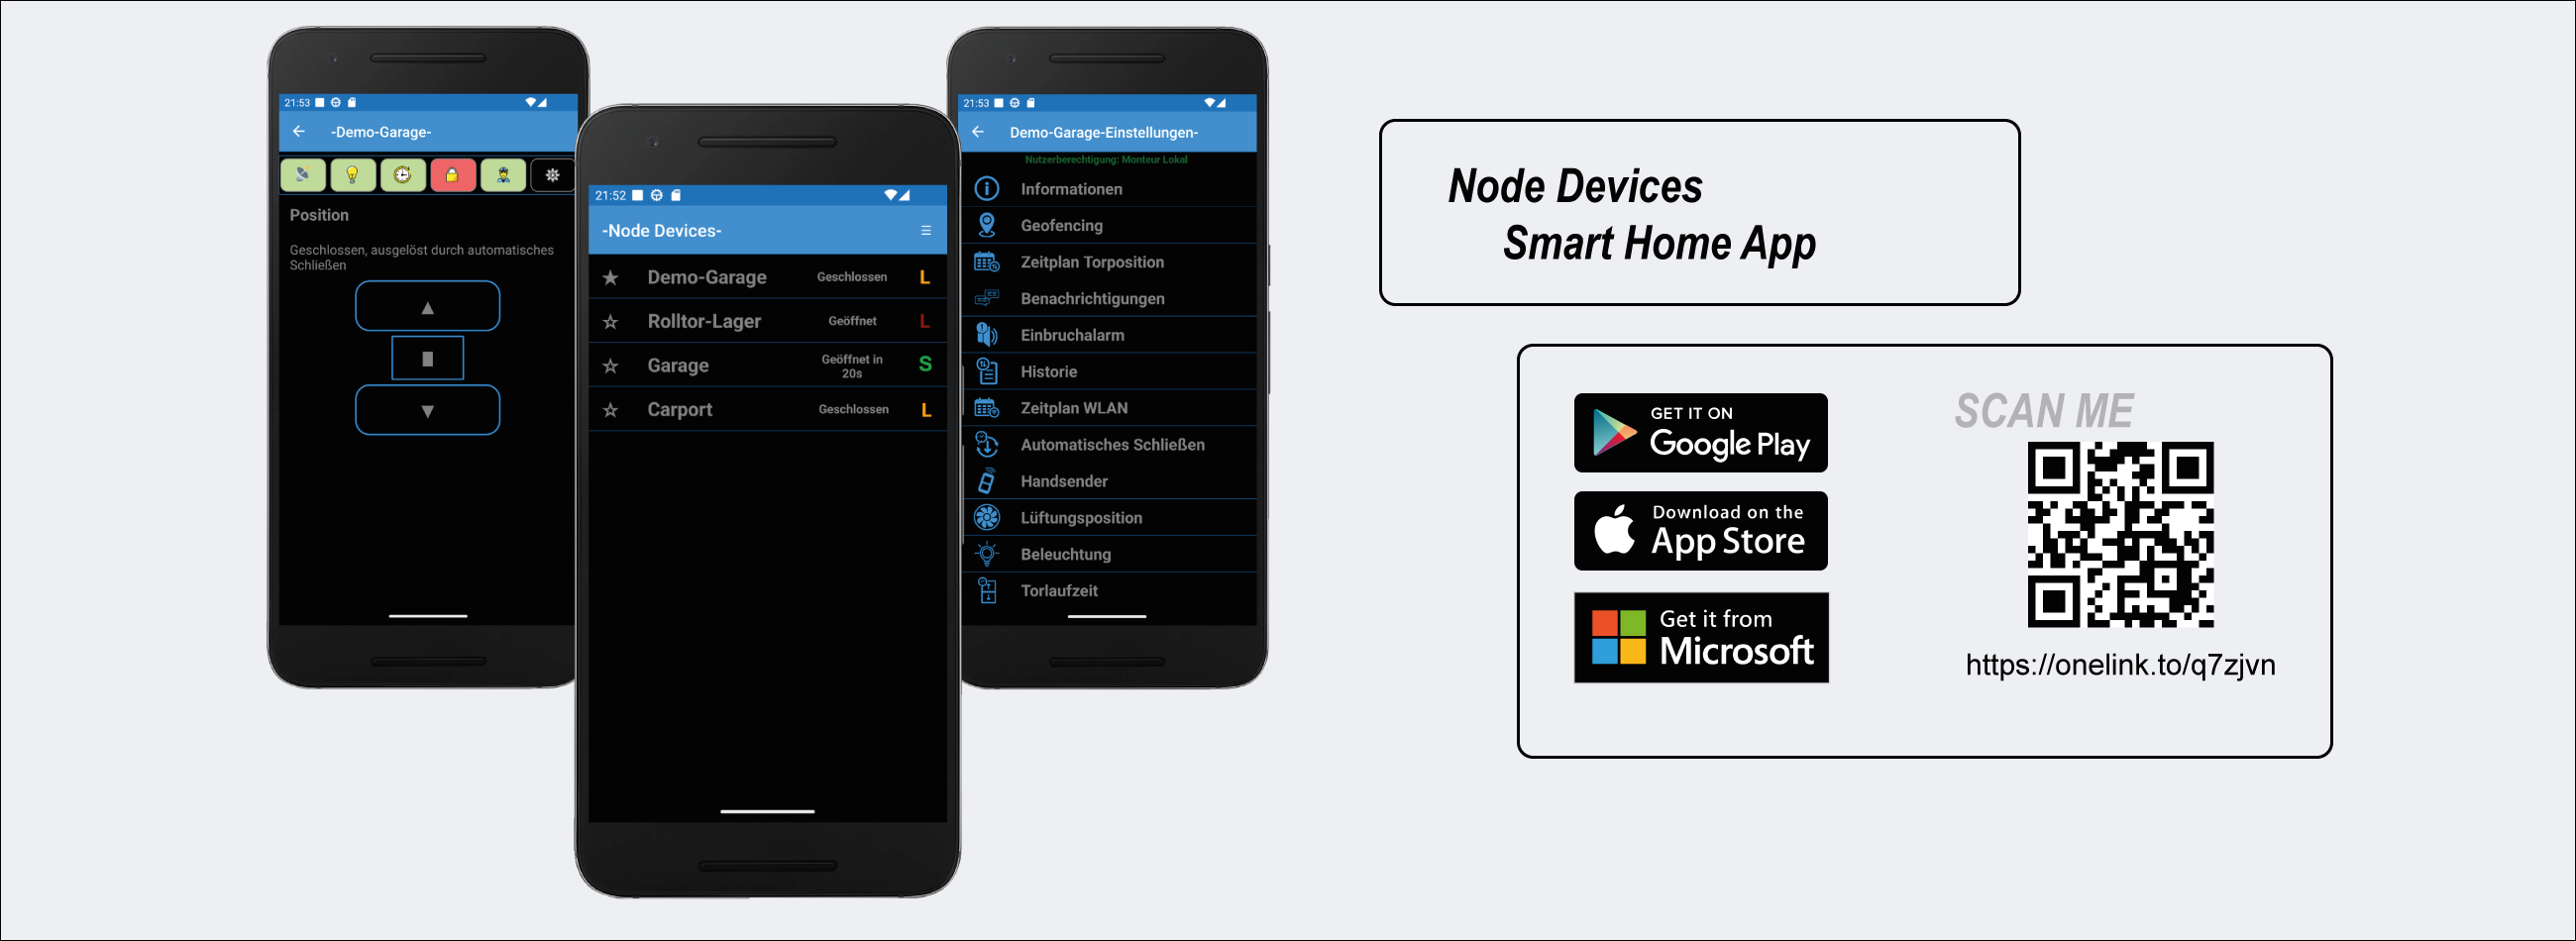 21:53
-Demo-Garage-
Position
Geschlossen, ausgelöst durch automatisches
Schließen
21:52
-Node Devices-
Demo-Garage Geschlossen L
Rolltor-Lager Geöffnet L
Garage Geöffnet in 20s S
Carport Geschlossen L
21:53
Demo-Garage-Einstellungen-
Nutzerberechtigung: Monteur Lokal
Informationen
Geofencing
Zeitplan Torposition
Benachrichtigungen
Einbruchalarm
Historie
Zeitplan WLAN
Automatisches Schließen
Handsender
Lüftungsposition
Beleuchtung
Torlaufzeit
Node Devices
Smart Home App
GET IT ON
Google Play
Download on the
App Store
Get it from
Microsoft
SCAN ME
https://onelink.to/q7zjvn